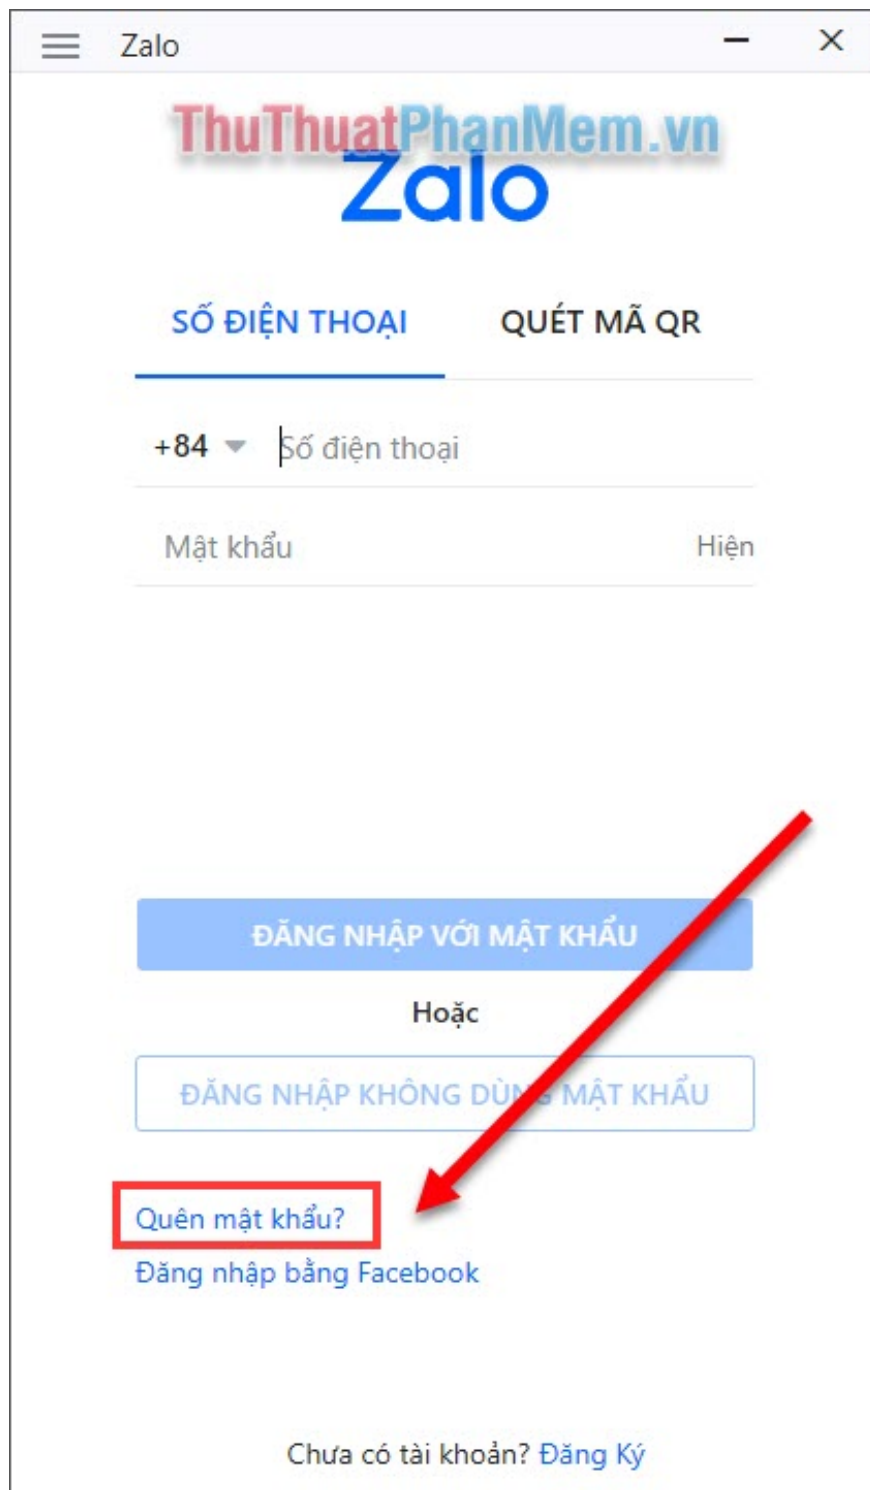 Zalo
ThuThuatPhanMem.vn
Zalo
SỐ ĐIỆN THOẠI QUÉT MÃ QR
+84 Số điện thoại
Mật khẩu Hiện
ĐĂNG NHẬP VỚI MẬT KHẨU
Hoặc
ĐĂNG NHẬP KHÔNG DÙNG MẬT KHẨU
Quên mật khẩu?
Đăng nhập bằng Facebook
Chưa có tài khoản? Đăng Ký